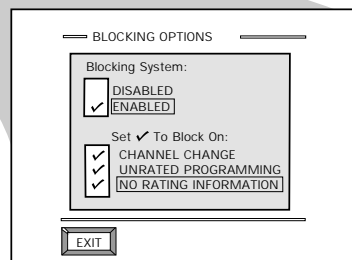 BLOCKING OPTIONS
Blocking System:
DISABLED
✓ ENABLED
Set ✓ To Block On:
✓ CHANNEL CHANGE
✓ UNRATED PROGRAMMING
✓ NO RATING INFORMATION
EXIT